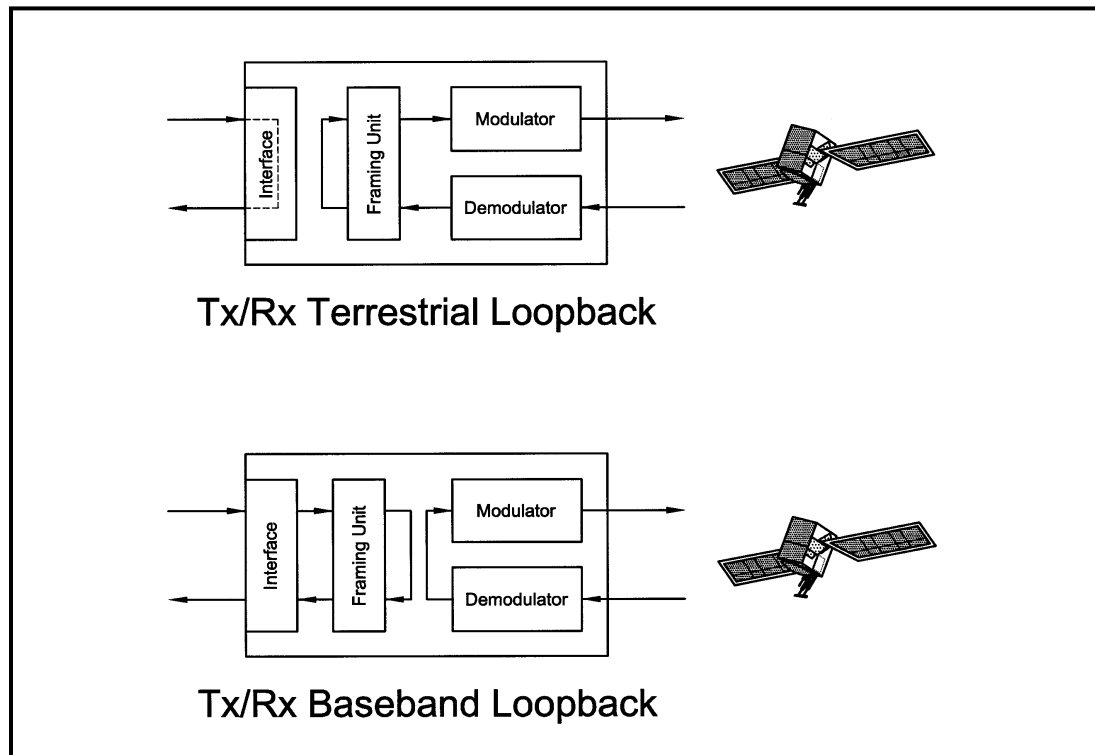 Interface
Framing Unit
Modulator
Demodulator
Tx/Rx Terrestrial Loopback
Interface
Framing Unit
Modulator
Demodulator
Tx/Rx Baseband Loopback